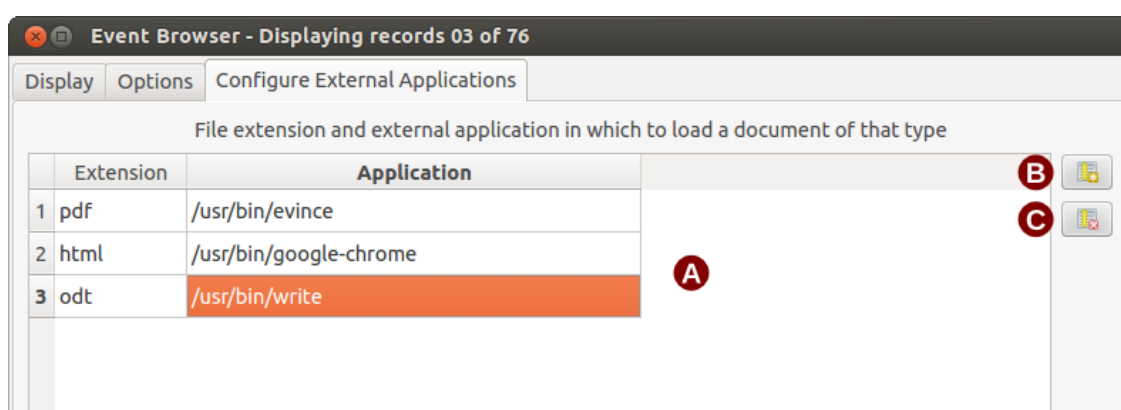 Event Browser - Displaying records 03 of 76
Display Options Configure External Applications
File extension and external application in which to load a document of that type
Extension Application
B
1 pdf /usr/bin/evince
C
2 html /usr/bin/google-chrome
A
3 odt /usr/bin/write